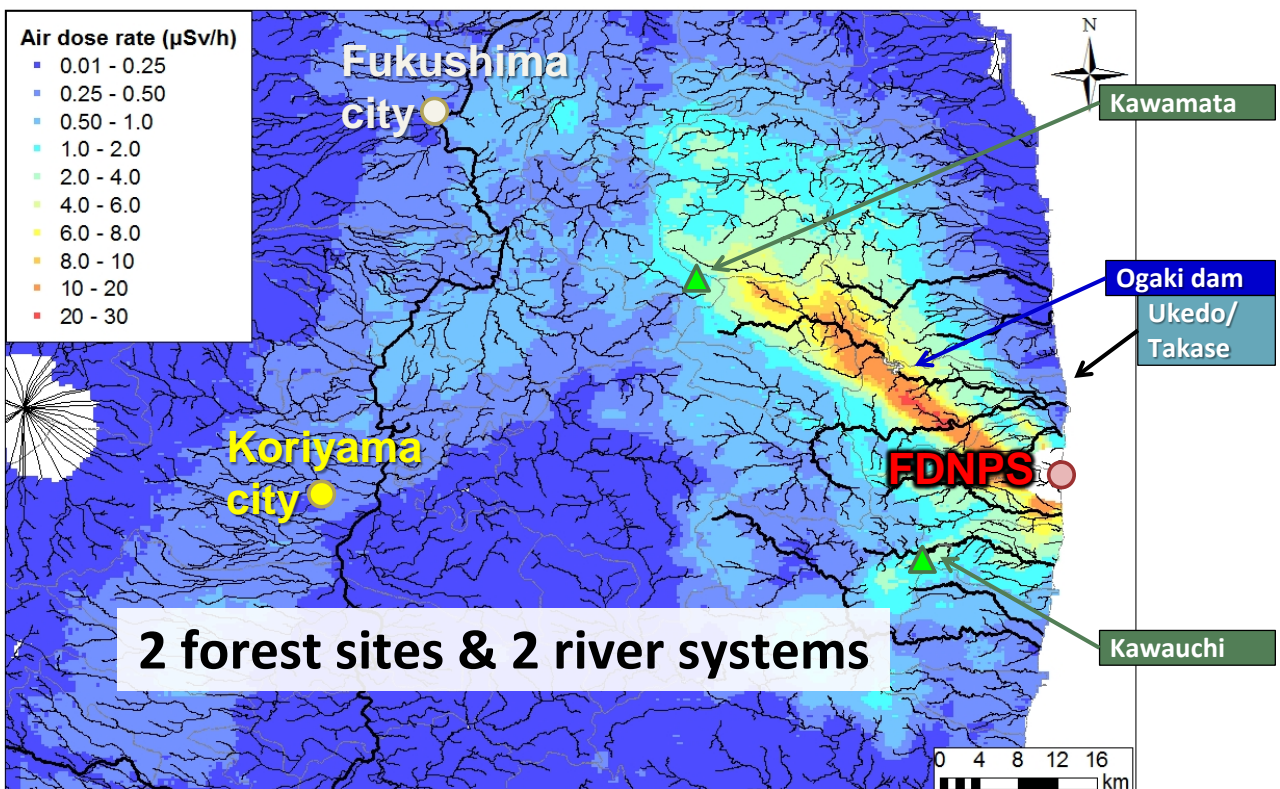 Air dose rate (µSv/h)
0.01 - 0.25
0.25 - 0.50
0.50 - 1.0
1.0 - 2.0
2.0 - 4.0
4.0 - 6.0
6.0 - 8.0
8.0 - 10
10 - 20
20 - 30
Fukushima
city
N
Kawamata
Ogaki dam
Ukedo/
Takase
Koriyama
city
FDNPS
2 forest sites & 2 river systems
Kawauchi
0 4 8 12 16
km